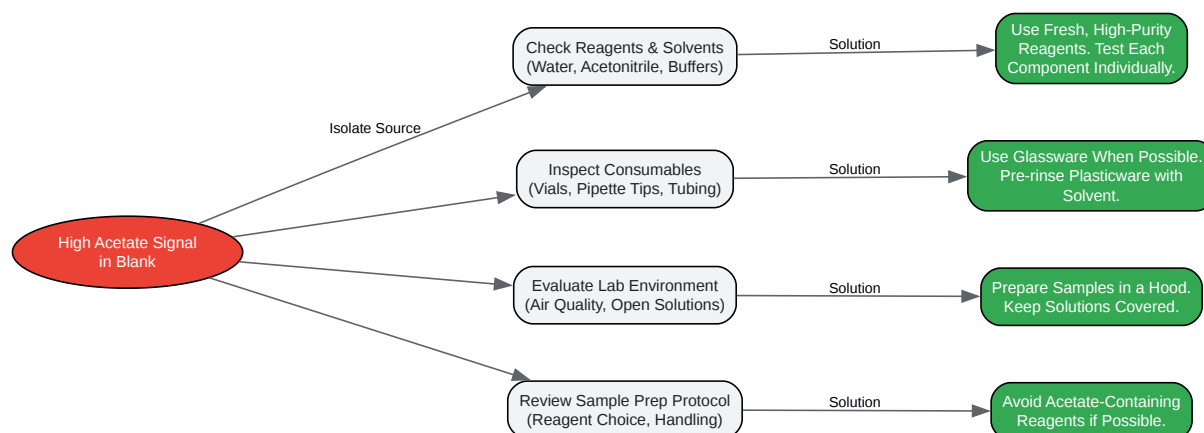 High Acetate Signal
in Blank
Isolate Source
Check Reagents & Solvents
(Water, Acetonitrile, Buffers)
Solution
Use Fresh, High-Purity
Reagents. Test Each
Component Individually.
Inspect Consumables
(Vials, Pipette Tips, Tubing)
Solution
Use Glassware When Possible.
Pre-rinse Plasticware with
Solvent.
Evaluate Lab Environment
(Air Quality, Open Solutions)
Solution
Prepare Samples in a Hood.
Keep Solutions Covered.
Review Sample Prep Protocol
(Reagent Choice, Handling)
Solution
Avoid Acetate-Containing
Reagents if Possible.